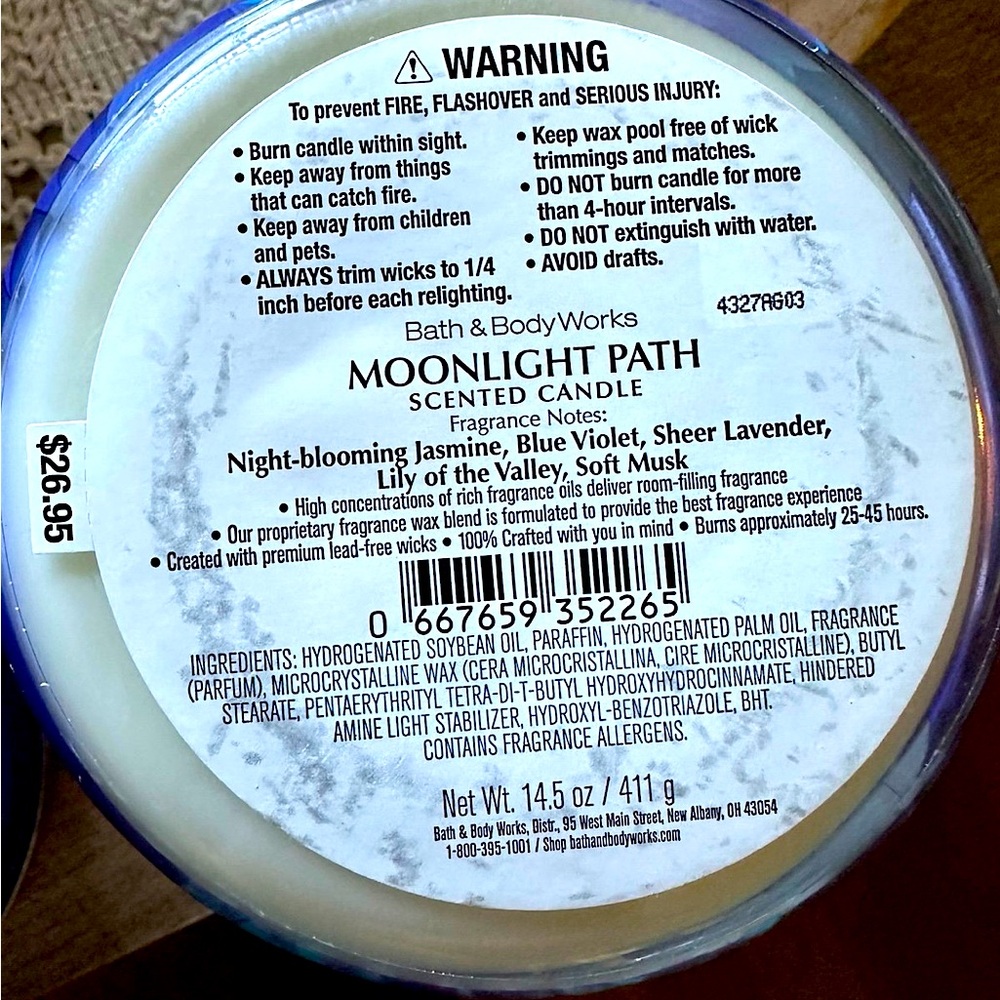 WARNING
To prevent FIRE, FLASHOVER and SERIOUS INJURY:
• Burn candle within sight.
• Keep away from things
that can catch fire.
• Keep away from children
and pets.
• ALWAYS trim wicks to 1/4
inch before each relighting.
• Keep wax pool free of wick
trimmings and matches.
• DO NOT burn candle for more
than 4-hour intervals.
• DO NOT extinguish with water.
• AVOID drafts.
4327AG03
Bath & Body Works
MOONLIGHT PATH
SCENTED CANDLE
Fragrance Notes:
Night-blooming Jasmine, Blue Violet, Sheer Lavender,
Lily of the Valley, Soft Musk
• High concentrations of rich fragrance oils deliver room-filling fragrance
• Our proprietary fragrance wax blend is formulated to provide the best fragrance experience
• Created with premium lead-free wicks • 100% Crafted with you in mind • Burns approximately 25-45 hours.
$26.95
0 667659 352265
INGREDIENTS: HYDROGENATED SOYBEAN OIL, PARAFFIN, HYDROGENATED PALM OIL, FRAGRANCE
(PARFUM), MICROCRYSTALLINE WAX (CERA MICROCRISTALLINA, CIRE MICROCRISTALLINE), BUTYL
STEARATE, PENTAERYTHRITYL TETRA-DI-T-BUTYL HYDROXYHYDROCINNAMATE, HINDERED
AMINE LIGHT STABILIZER, HYDROXYL-BENZOTRIAZOLE, BHT.
CONTAINS FRAGRANCE ALLERGENS.
Net Wt. 14.5 oz / 411 g
Bath & Body Works, Distr., 95 West Main Street, New Albany, OH 43054
1-800-395-1001 / Shop bathandbodyworks.com